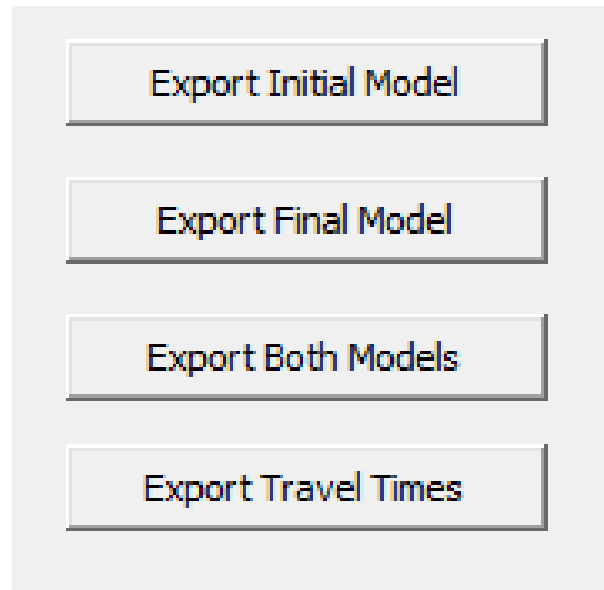 Export Initial Model
Export Final Model
Export Both Models
Export Travel Times